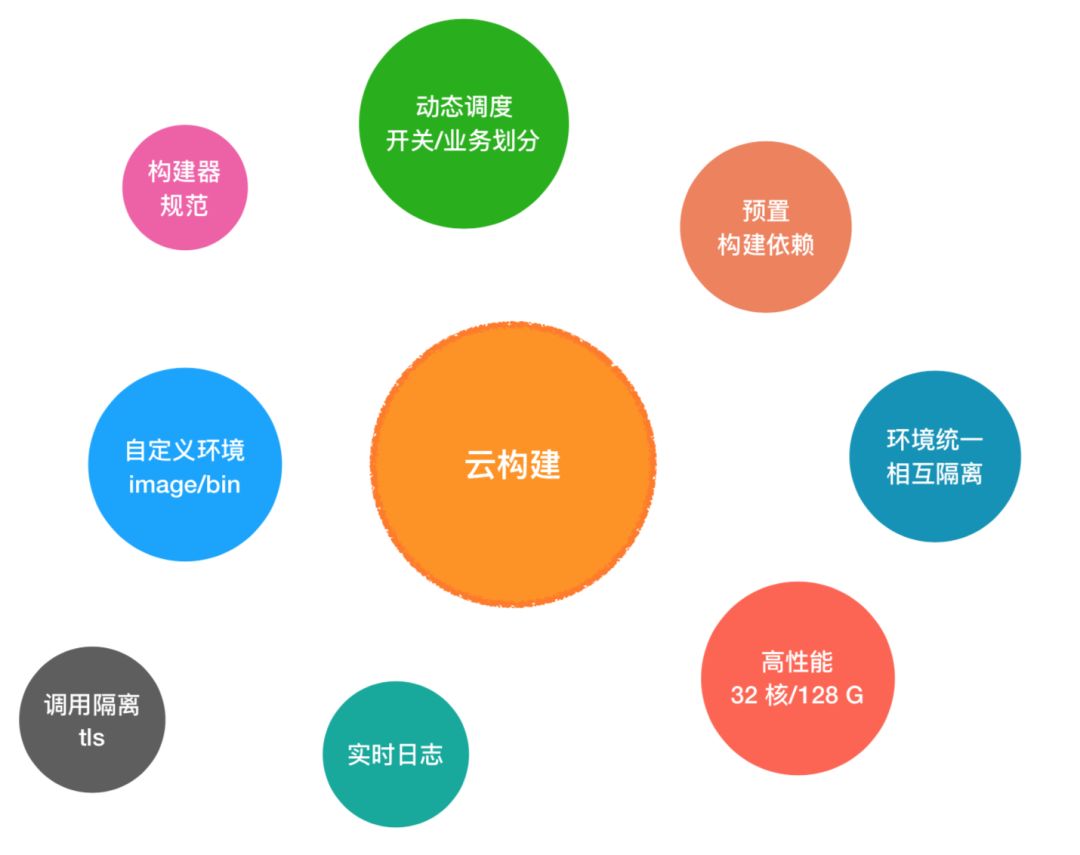 动态调度
开关/业务划分
构建器
规范
预置
构建依赖
自定义环境
image/bin
云构建
环境统一
相互隔离
高性能
32 核/128 G
调用隔离
tls
实时日志